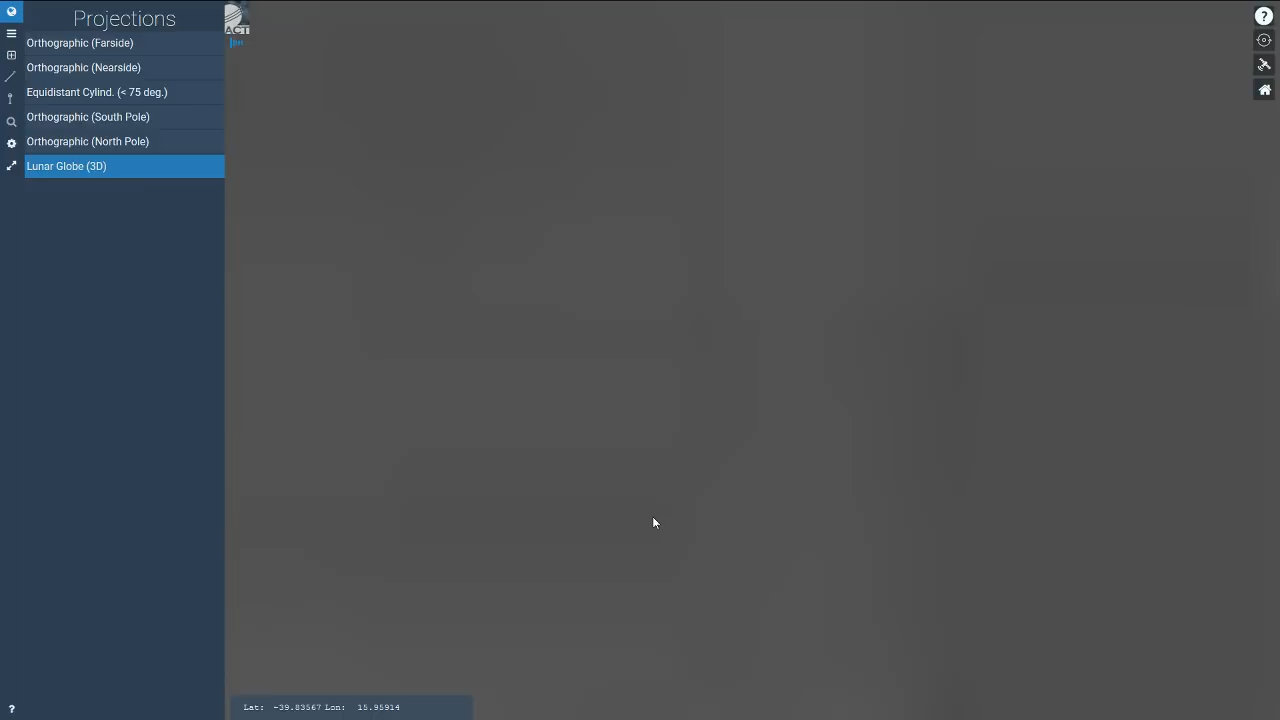 Projections
Orthographic (Farside)
Orthographic (Nearside)
Equidistant Cylind. (< 75 deg.)
Orthographic (South Pole)
Orthographic (North Pole)
Lunar Globe (3D)
ACT
?
?
Lat: -39.83567 Lon: 15.95914